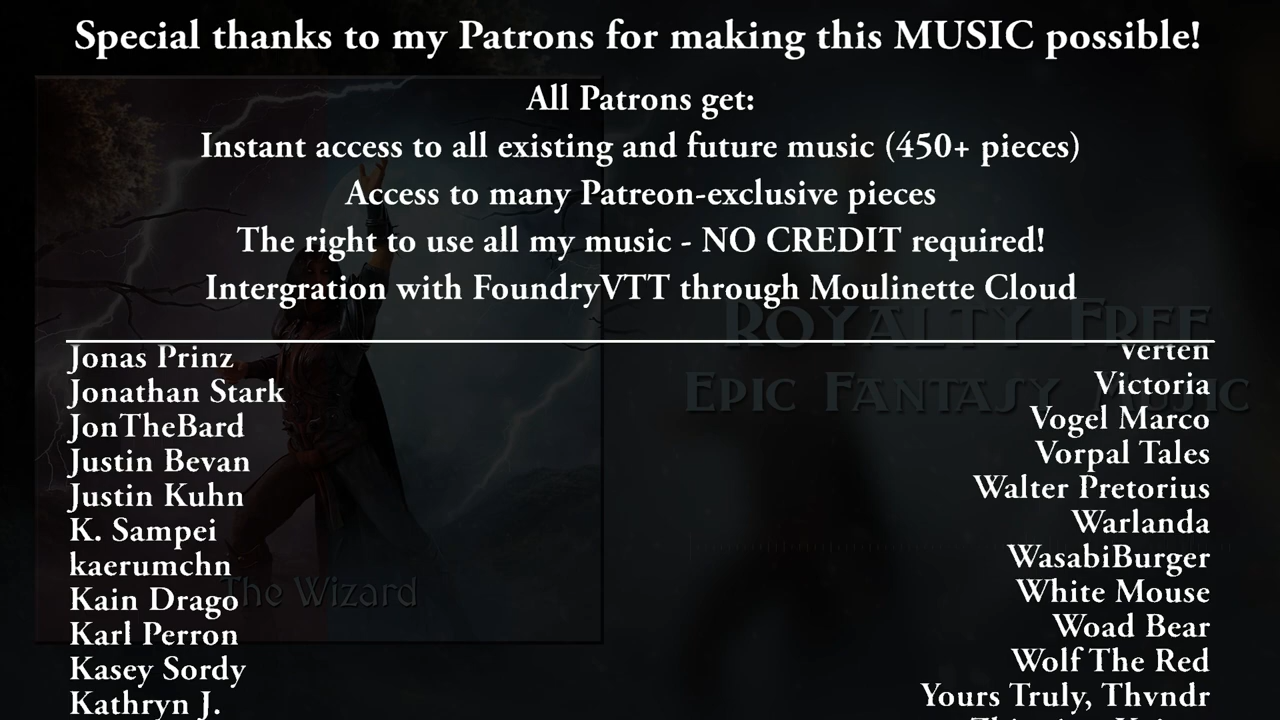 Special thanks to my Patrons for making this MUSIC possible!
All Patrons get:
Instant access to all existing and future music (450+ pieces)
Access to many Patreon-exclusive pieces
The right to use all my music - NO CREDIT required!
Intergration with FoundryVTT through Moulinette Cloud
Royalty Free
Epic Fantasy Music
The Wizard
Jonas Prinz
Jonathan Stark
JonTheBard
Justin Bevan
Justin Kuhn
K. Sampei
kaerumchn
Kain Drago
Karl Perron
Kasey Sordy
Kathryn J.
Verten
Victoria
Vogel Marco
Vorpal Tales
Walter Pretorius
Warlanda
WasabiBurger
White Mouse
Woad Bear
Wolf The Red
Yours Truly, Thvndr